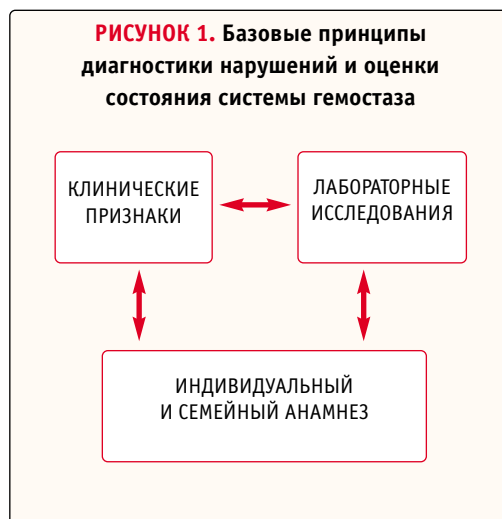 РИСУНОК 1. Базовые принципы
диагностики нарушений и оценки
состояния системы гемостаза
КЛИНИЧЕСКИЕ
ПРИЗНАКИ
ЛАБОРАТОРНЫЕ
ИССЛЕДОВАНИЯ
ИНДИВИДУАЛЬНЫЙ
И СЕМЕЙНЫЙ АНАМНЕЗ